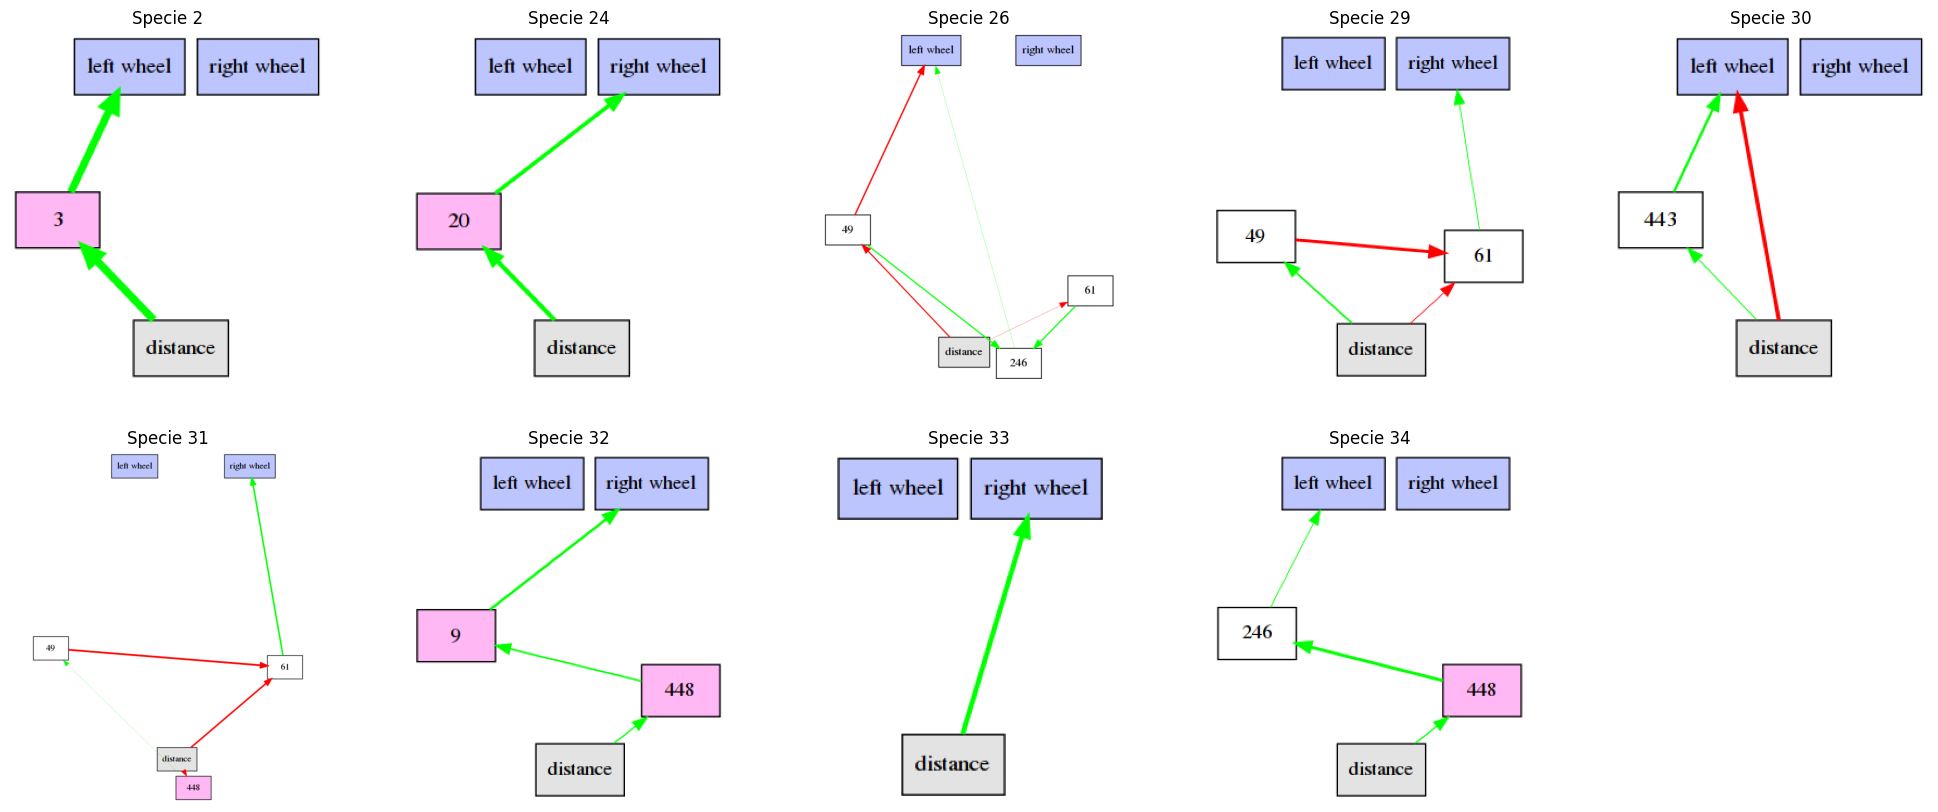 Specie 2
left wheel
right wheel
3
distance
Specie 24
left wheel
right wheel
20
distance
Specie 26
left wheel
right wheel
49
61
distance
246
Specie 29
left wheel
right wheel
49
61
distance
Specie 30
left wheel
right wheel
443
distance
Specie 31
left wheel
right wheel
49
61
distance
448
Specie 32
left wheel
right wheel
9
448
distance
Specie 33
left wheel
right wheel
distance
Specie 34
left wheel
right wheel
246
448
distance